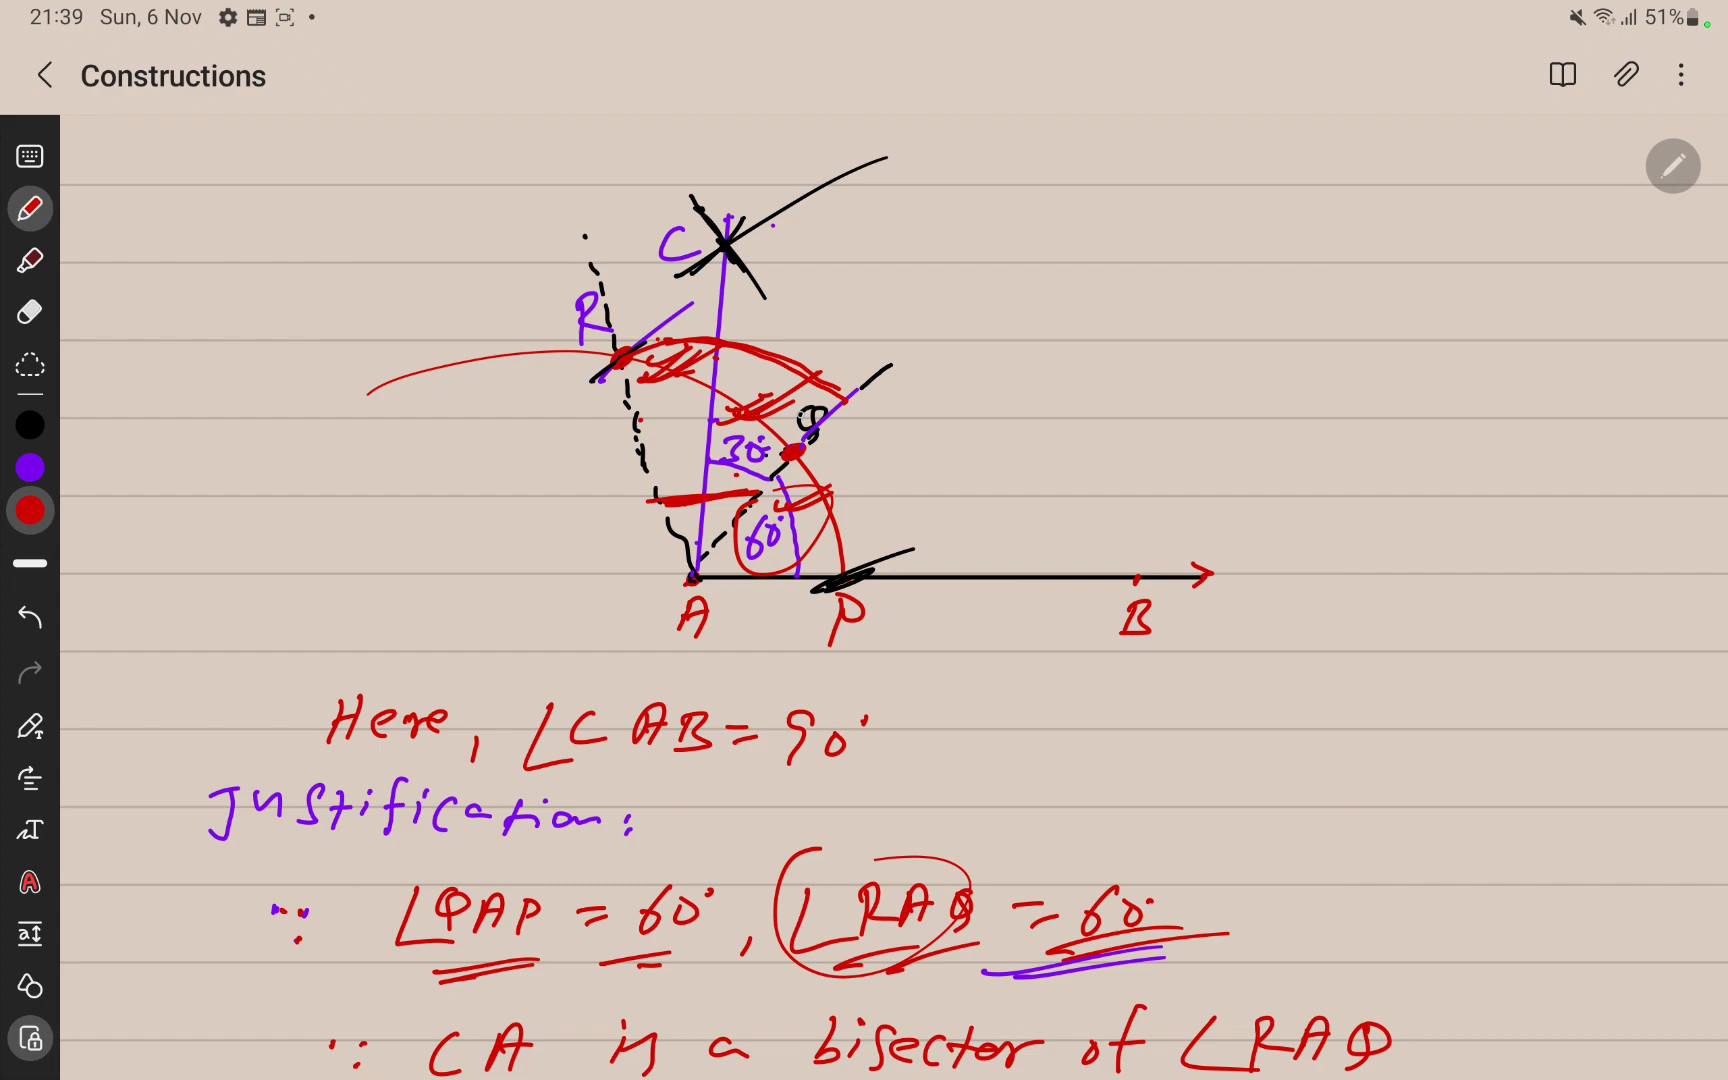 21:39 Sun, 6 Nov 51%
Constructions
C
R
Q
30°
60°
A P B
Here, ∠CAB = 90°
Justification:
∵ ∠QAP = 60°, ∠RAQ = 60°
∵ CA is a bisector of ∠RAQ